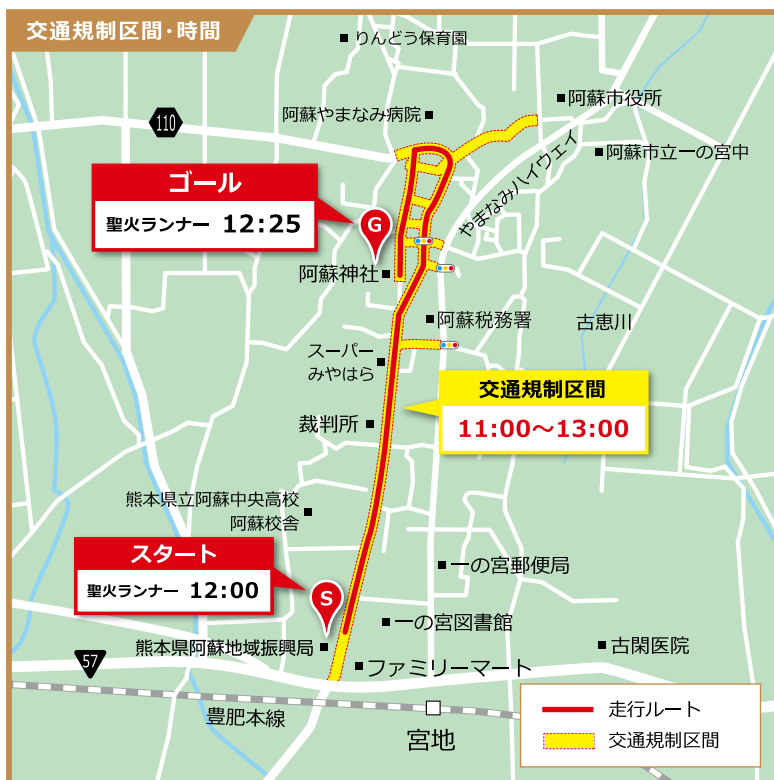 交通規制区間・時間
りんどう保育園
阿蘇市役所
110
阿蘇やまなみ病院
阿蘇市立一の宮中
やまなみハイウェイ
ゴール
聖火ランナー 12:25
G
阿蘇神社
阿蘇税務署
古恵川
スーパー
みやはら
交通規制区間
11:00〜13:00
裁判所
熊本県立阿蘇中央高校
阿蘇校舎
スタート
聖火ランナー 12:00
S
一の宮郵便局
一の宮図書館
熊本県阿蘇地域振興局
古閑医院
57
ファミリーマート
豊肥本線
宮地
走行ルート
交通規制区間